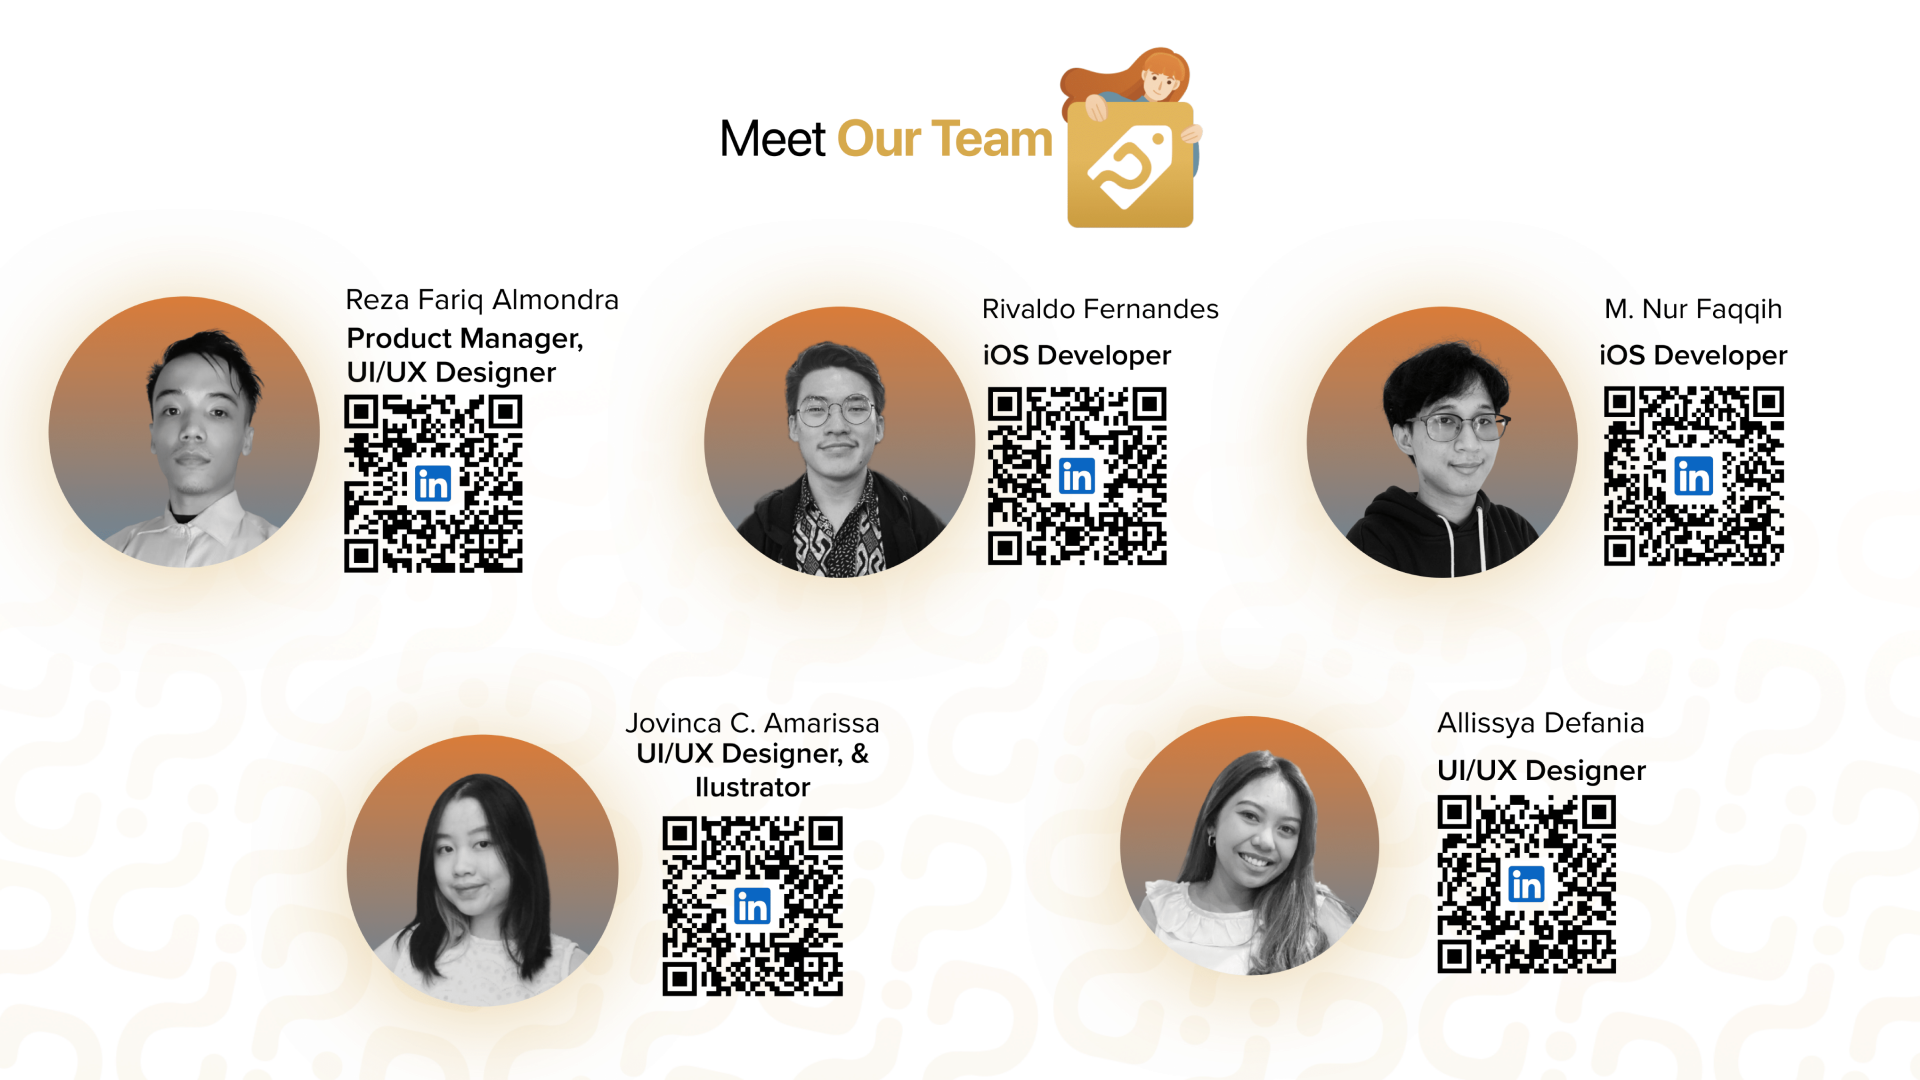 Meet Our Team
Reza Fariq Almondra
Product Manager,
UI/UX Designer
in
Rivaldo Fernandes
iOS Developer
in
M. Nur Faqqih
iOS Developer
in
Jovinca C. Amarissa
UI/UX Designer, &
Ilustrator
in
Allissya Defania
UI/UX Designer
in